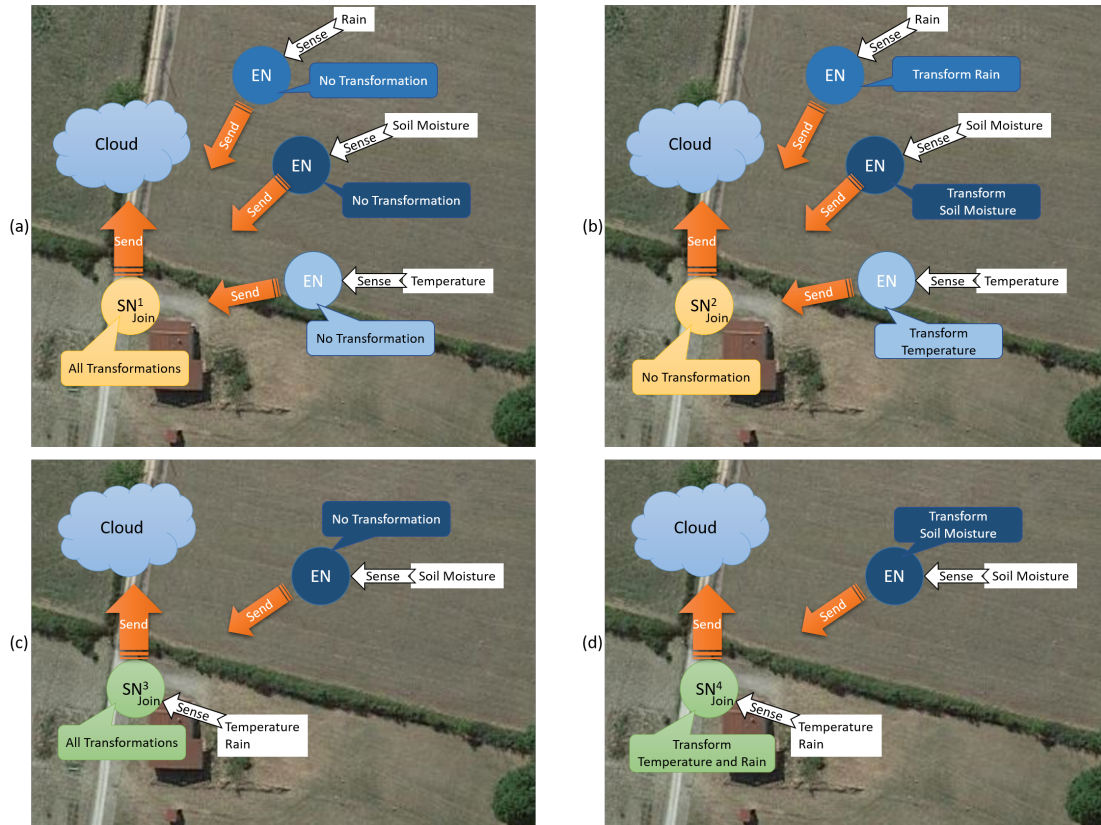 (a)
Rain
Sense
EN
No Transformation
Send
Cloud
Soil Moisture
Sense
EN
No Transformation
Send
Send
Temperature
Sense
EN
Send
No Transformation
SN1
Join
All Transformations
(b)
Rain
Sense
EN
Transform Rain
Send
Cloud
Soil Moisture
Sense
EN
Transform
Soil Moisture
Send
Send
Temperature
Sense
EN
Send
Transform
Temperature
SN2
Join
No Transformation
(c)
Cloud
No Transformation
EN
Sense
Soil Moisture
Send
Send
SN3
Join
Sense
Temperature
Rain
All Transformations
(d)
Cloud
Transform
Soil Moisture
EN
Sense
Soil Moisture
Send
Send
SN4
Join
Sense
Temperature
Rain
Transform
Temperature and Rain